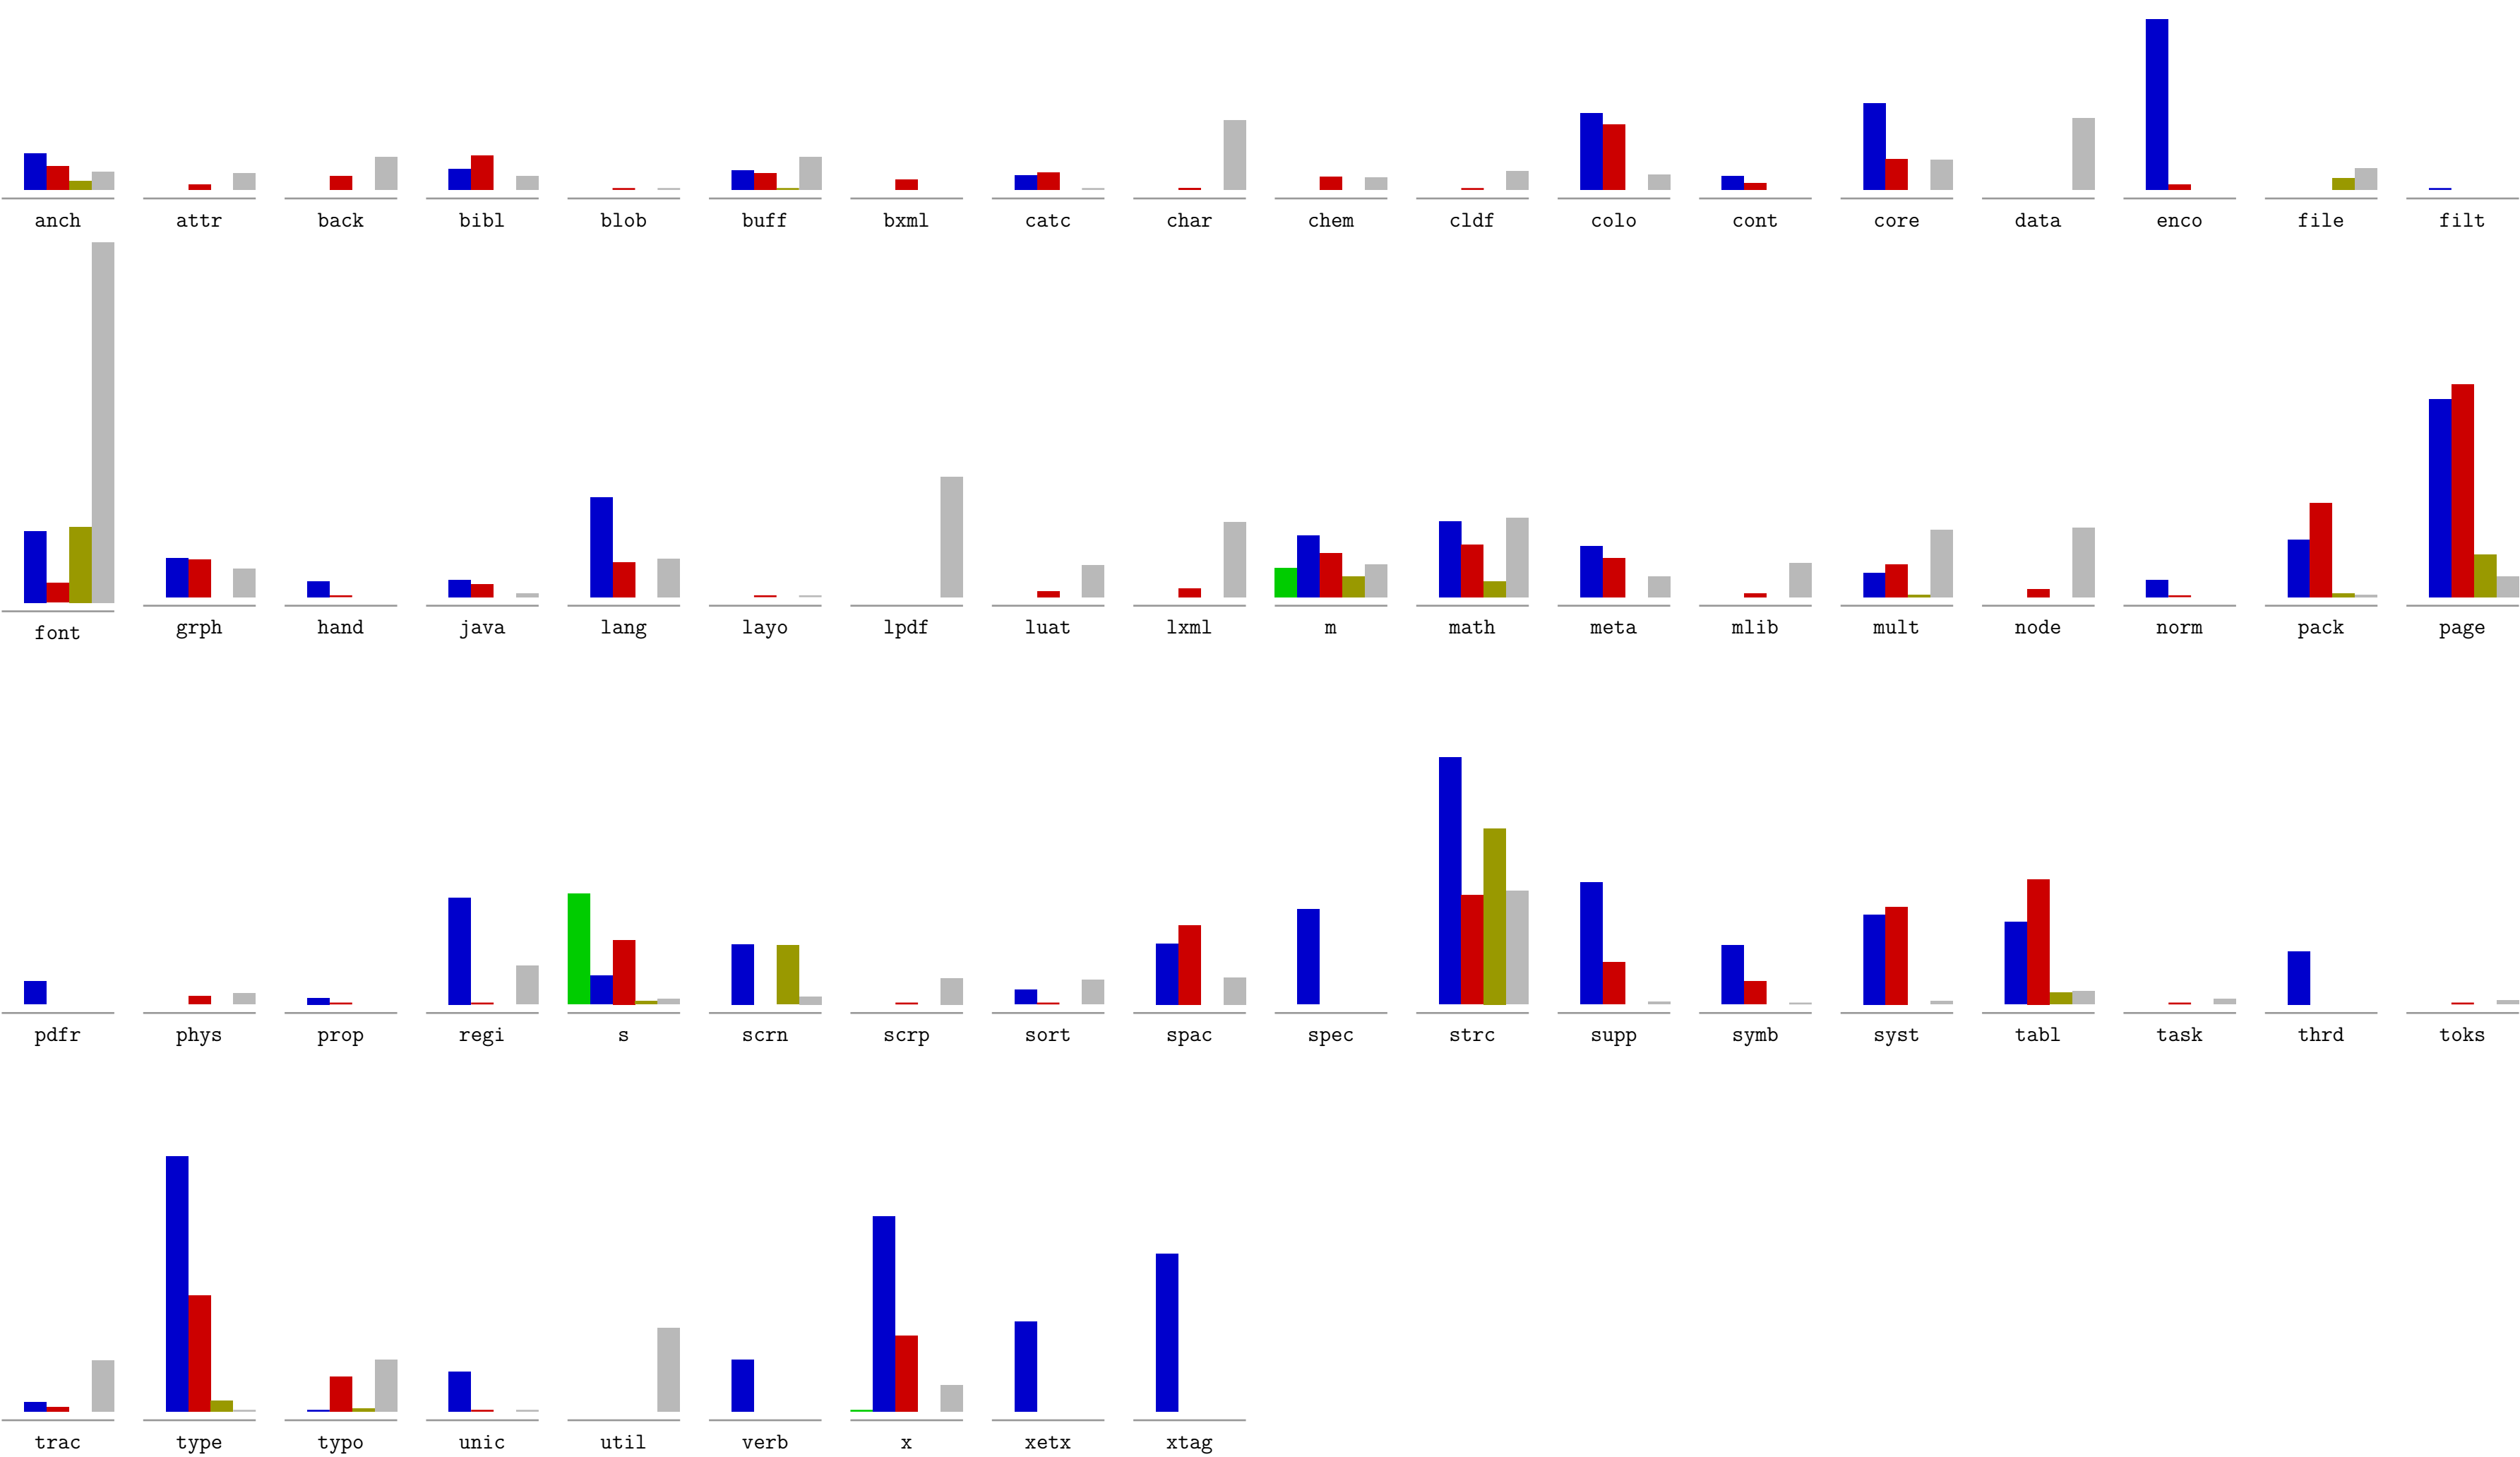 anch attr back bibl blob buff bxml catc char chem cldf colo cont core data enco file filt
font grph hand java lang layo lpdf luat lxml m math meta mlib mult node norm pack page
pdfr phys prop regi s scrn scrp sort spac spec strc supp symb syst tabl task thrd toks
trac type typo unic util verb x xetx xtag